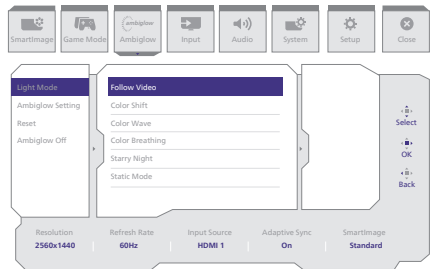 ambiglow
SmartImage Game Mode Ambiglow Input Audio System Setup Close
Light Mode Follow Video
Ambiglow Setting Color Shift
Reset Color Wave
Ambiglow Off Color Breathing
Starry Night
Static Mode
Select
OK
Back
Resolution Refresh Rate Input Source Adaptive Sync SmartImage
2560x1440 60Hz HDMI 1 On Standard